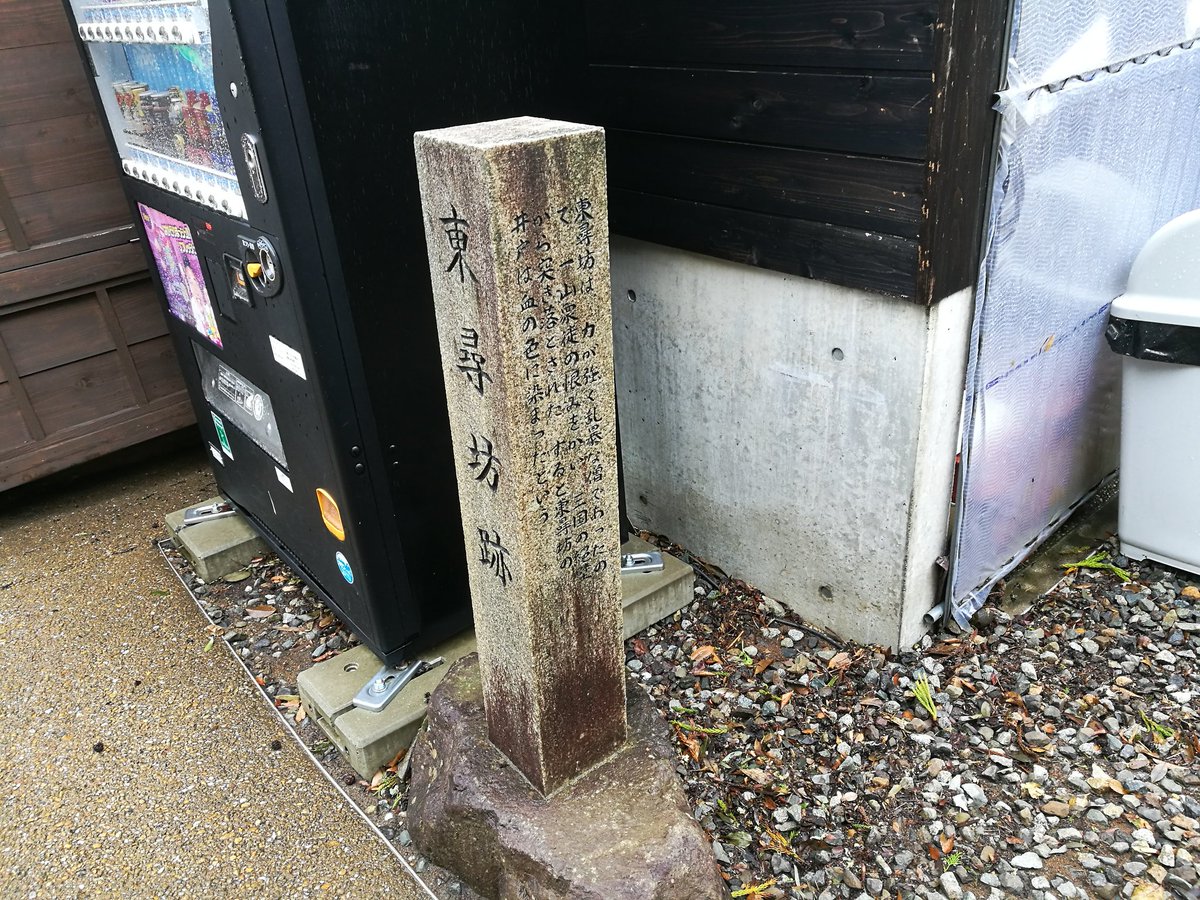 東尋坊跡
東尋坊は、力が強く乱暴な僧であったの
で、一山衆徒の恨みをかい、三国の
がら突き落とされた。すると東尋坊の
井戸は血の色に染まったという。